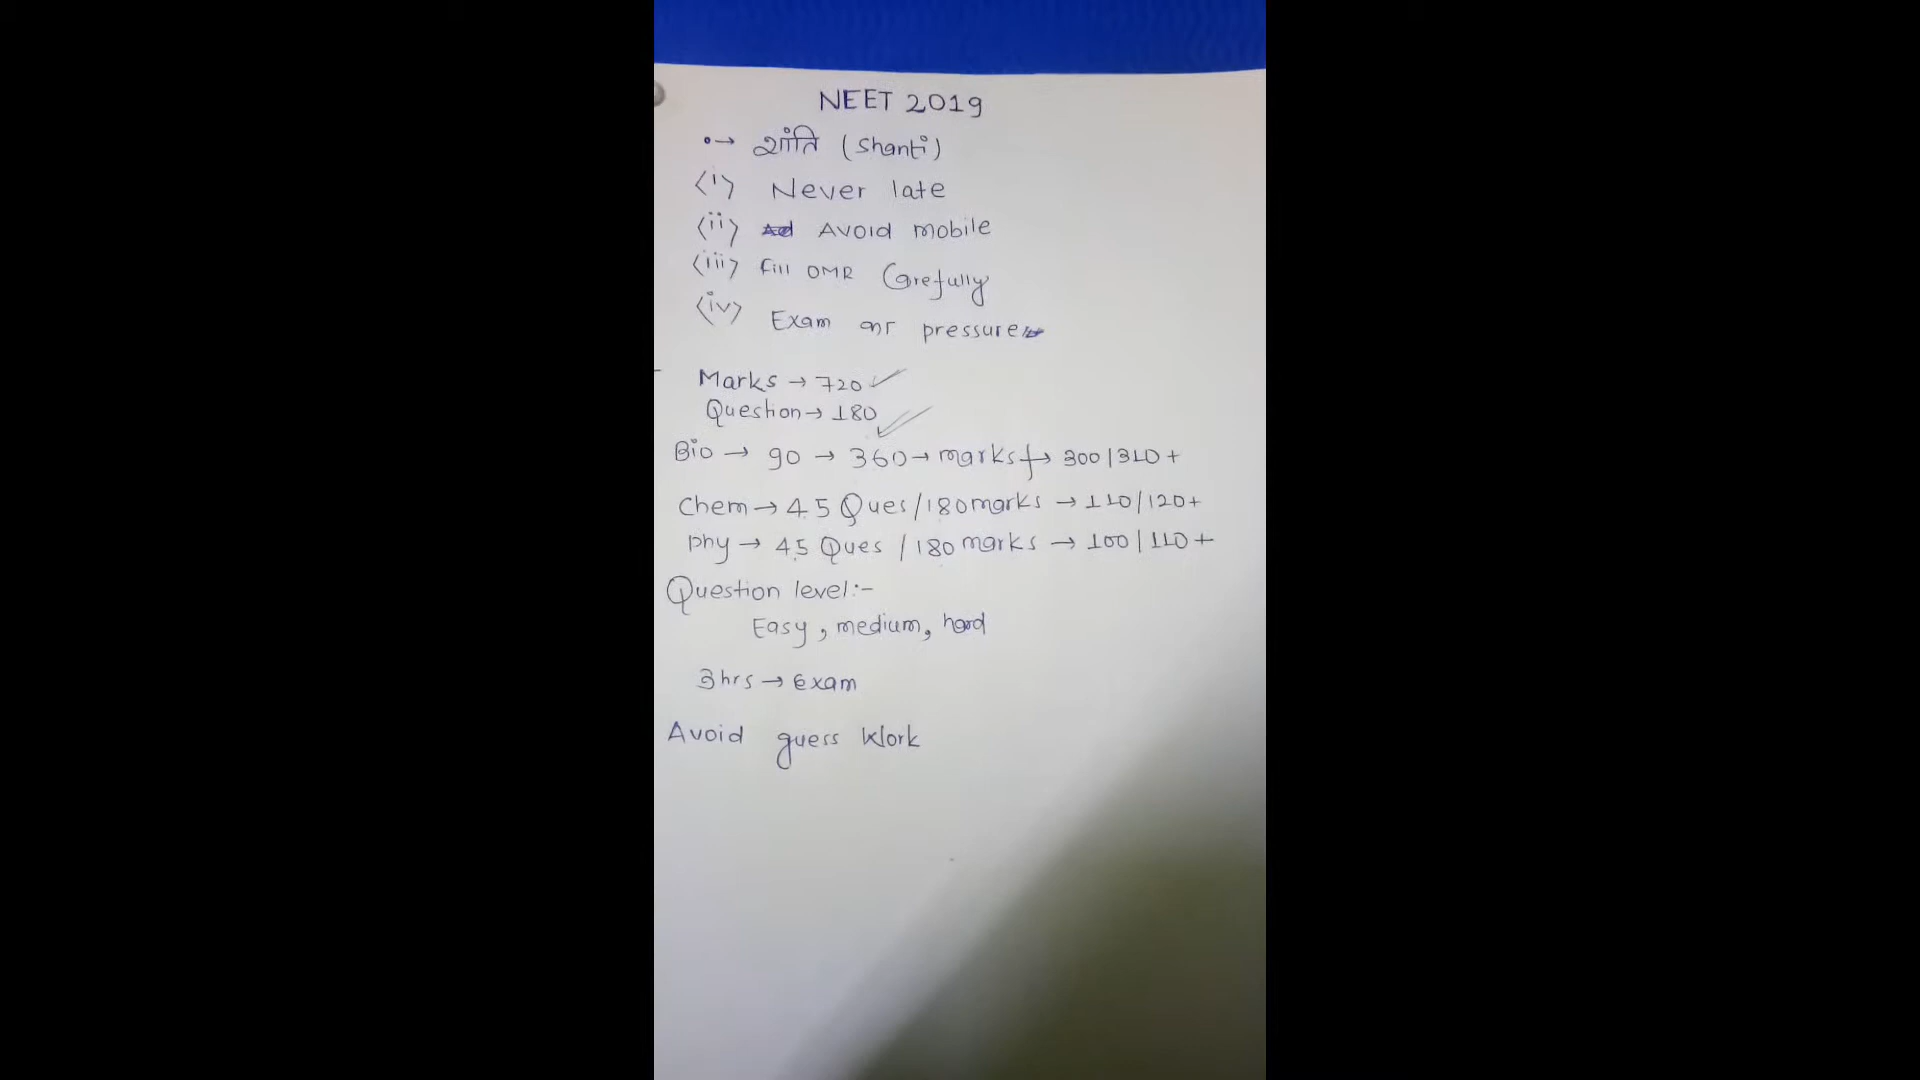 NEET 2019
•→ शांति (Shanti)
<i> Never late
<ii> Avoid mobile
<iii> Fill OMR Carefully
<iv> Exam का pressure
Marks → 720 ✓
Question → 180
Bio → 90 → 360 → marks → 300/310+
Chem → 45 Ques/180 marks → 110/120+
Phy → 45 Ques /180 marks → 100/110+
Question level:-
Easy, medium, hard
3hrs → exam
Avoid guess Work